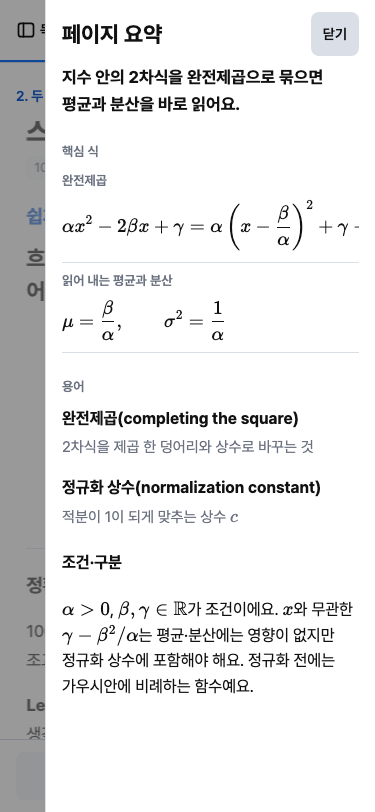 페이지 요약
닫기
지수 안의 2차식을 완전제곱으로 묶으면
평균과 분산을 바로 읽어요.
핵심 식
완전제곱
αx² − 2βx + γ = α (x − β/α)² + γ −
읽어 내는 평균과 분산
μ = β/α, σ² = 1/α
용어
완전제곱(completing the square)
2차식을 제곱 한 덩어리와 상수로 바꾸는 것
정규화 상수(normalization constant)
적분이 1이 되게 맞추는 상수 c
조건·구분
α > 0, β, γ ∈ ℝ가 조건이에요. x와 무관한
γ − β²/α는 평균·분산에는 영향이 없지만
정규화 상수에 포함해야 해요. 정규화 전에는
가우시안에 비례하는 함수예요.
2. 두
쉽
흐
어
10
Le